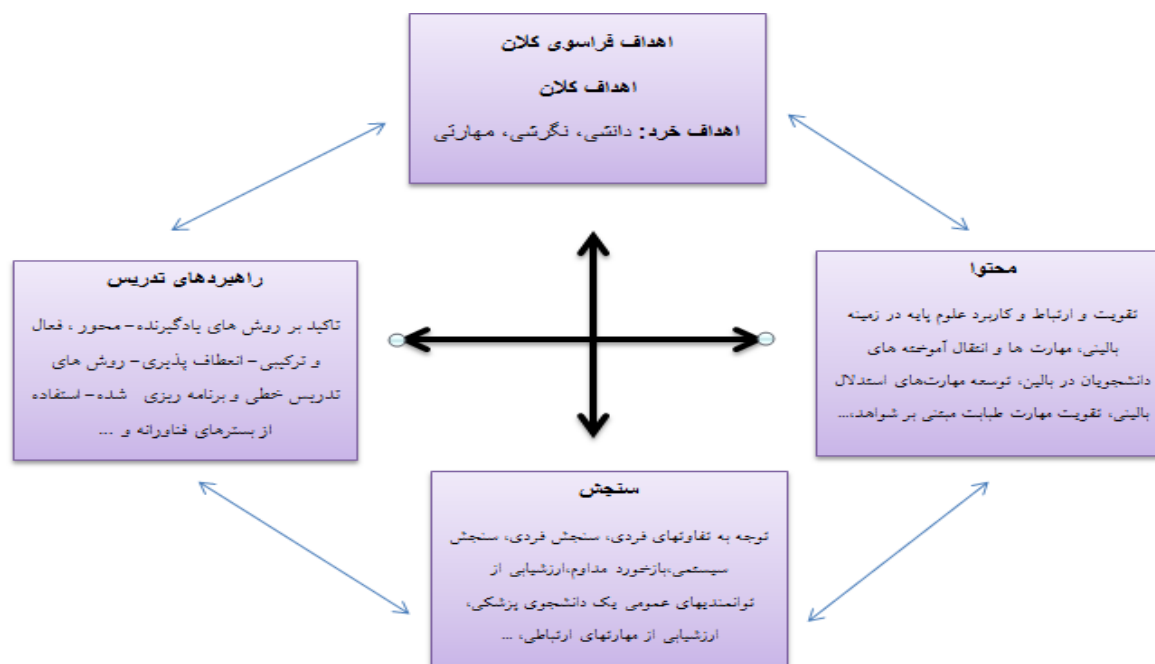 اهداف فراسوی کلان
اهداف کلان
اهداف خرد: دانشی، نگرشی، مهارتی
محتوا
تقویت و ارتباط و کاربرد علوم پایه در زمینه
بالینی، مهارت ها و انتقال آموخته های
دانشجویان در بالین، توسعه مهارت‌های استدلال
بالینی، تقویت مهارت طبابت مبتنی بر شواهد،...
راهبردهای تدریس
تاکید بر روش های یادگیرنده-محور ، فعال
و ترکیبی- انعطاف پذیری- روش های
تدریس خطی و برنامه ریزی شده- استفاده
از بسترهای فناورانه و ...
سنجش
توجه به تفاوتهای فردی، سنجش فردی، سنجش
سیستمی،بازخورد مداوم،ارزشیابی از
توانمندیهای عمومی یک دانشجوی پزشکی،
ارزشیابی از مهارتهای ارتباطی، ...